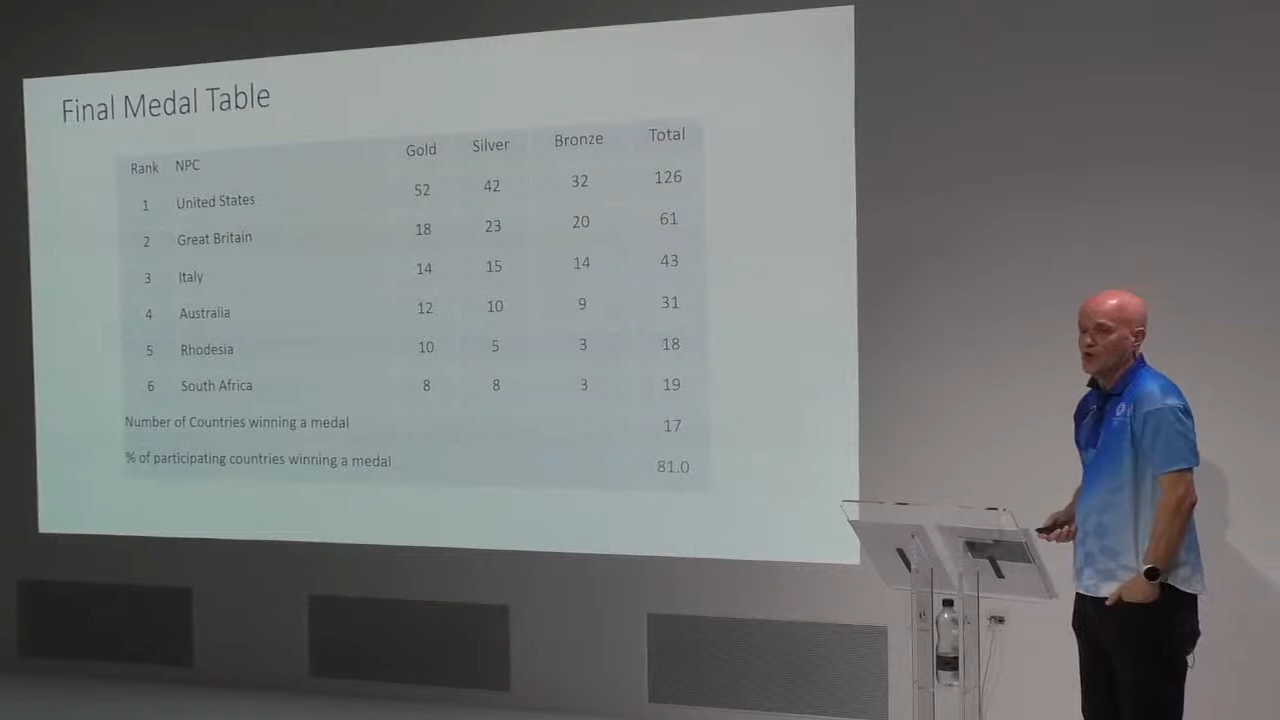 Final Medal Table
Rank NPC Gold Silver Bronze Total
1 United States 52 42 32 126
2 Great Britain 18 23 20 61
3 Italy 14 15 14 43
4 Australia 12 10 9 31
5 Rhodesia 10 5 3 18
6 South Africa 8 8 3 19
Number of Countries winning a medal 17
% of participating countries winning a medal 81.0